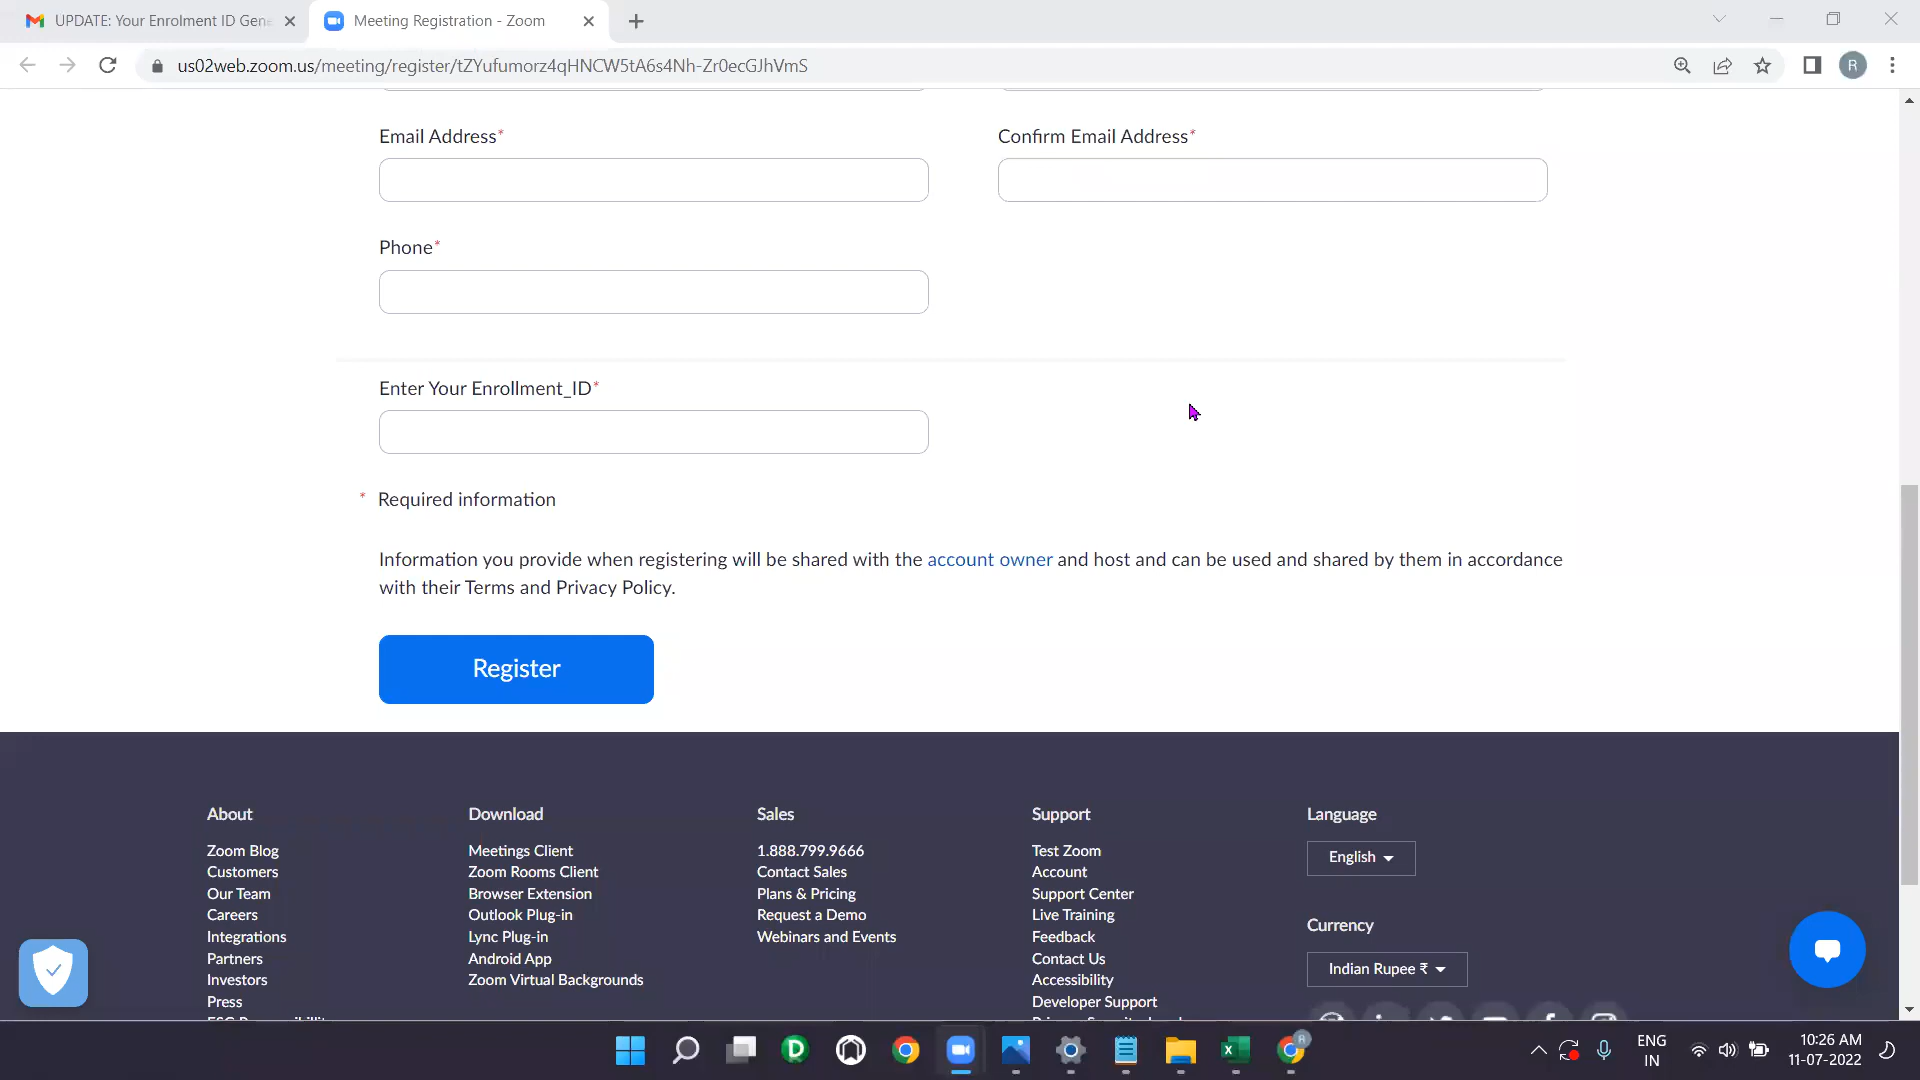 UPDATE: Your Enrolment ID Gene
Meeting Registration - Zoom
us02web.zoom.us/meeting/register/tZYufumorz4qHNCW5tA6s4Nh-Zr0ecGJhVmS
R
Email Address*
Confirm Email Address*
Phone*
Enter Your Enrollment_ID*
* Required information
Information you provide when registering will be shared with the account owner and host and can be used and shared by them in accordance
with their Terms and Privacy Policy.
Register
About
Zoom Blog
Customers
Our Team
Careers
Integrations
Partners
Investors
Press
Download
Meetings Client
Zoom Rooms Client
Browser Extension
Outlook Plug-in
Lync Plug-in
Android App
Zoom Virtual Backgrounds
Sales
1.888.799.9666
Contact Sales
Plans & Pricing
Request a Demo
Webinars and Events
Support
Test Zoom
Account
Support Center
Live Training
Feedback
Contact Us
Accessibility
Developer Support
Language
English
Currency
Indian Rupee ₹
ENG
IN
10:26 AM
11-07-2022